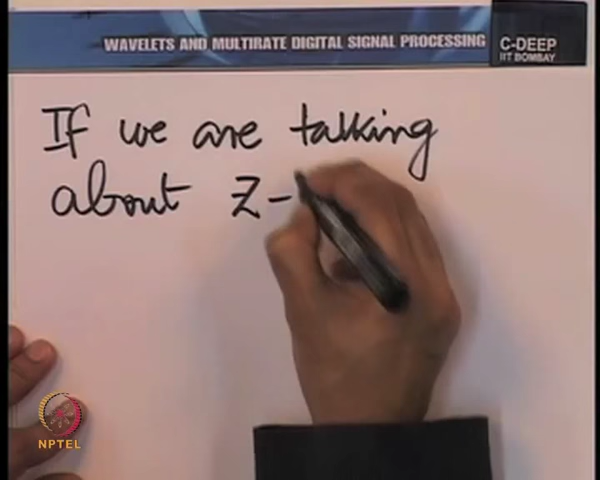 WAVELETS AND MULTIRATE DIGITAL SIGNAL PROCESSING
C-DEEP
IIT BOMBAY
If we are talking
about Z-
NPTEL